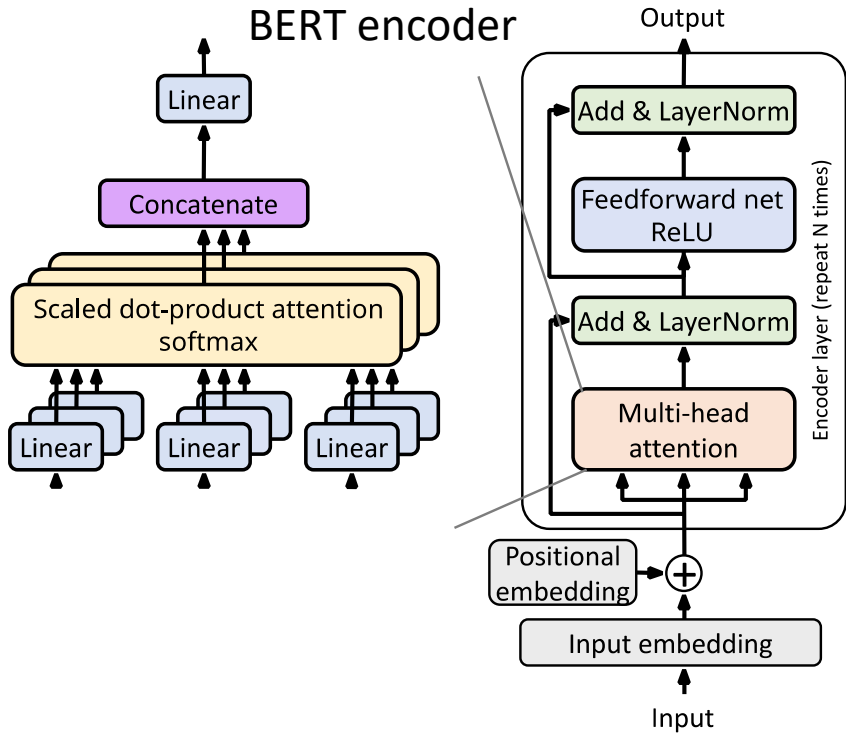 BERT encoder
Linear
Concatenate
Scaled dot-product attention
softmax
Linear
Linear
Linear
Output
Add & LayerNorm
Feedforward net
ReLU
Add & LayerNorm
Multi-head
attention
Encoder layer (repeat N times)
Positional
embedding
Input embedding
Input